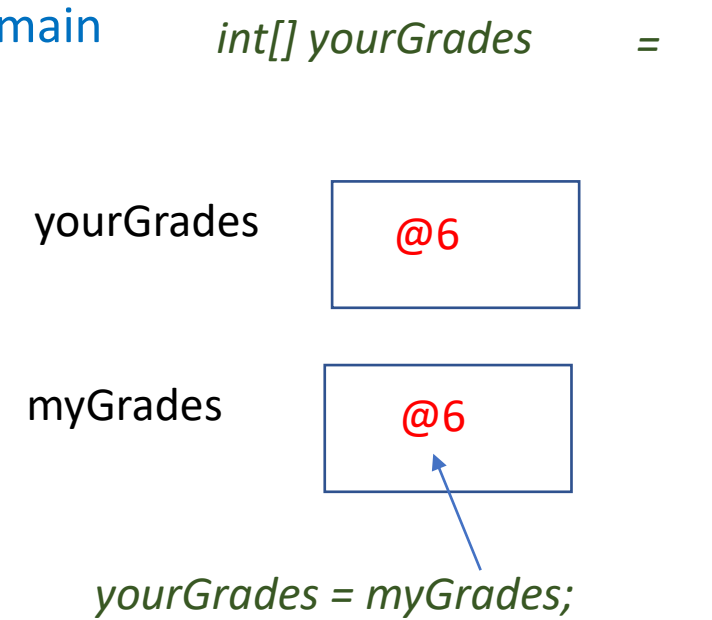 main
int[] yourGrades =
yourGrades
@6
myGrades
@6
yourGrades = myGrades;